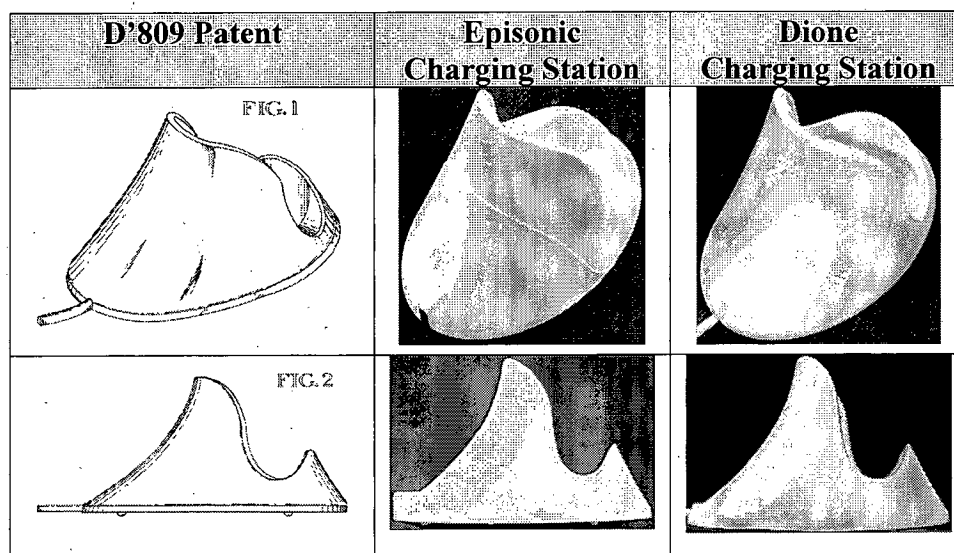 D'809 Patent
Episonic
Charging Station
Dione
Charging Station
FIG. 1
FIG. 2